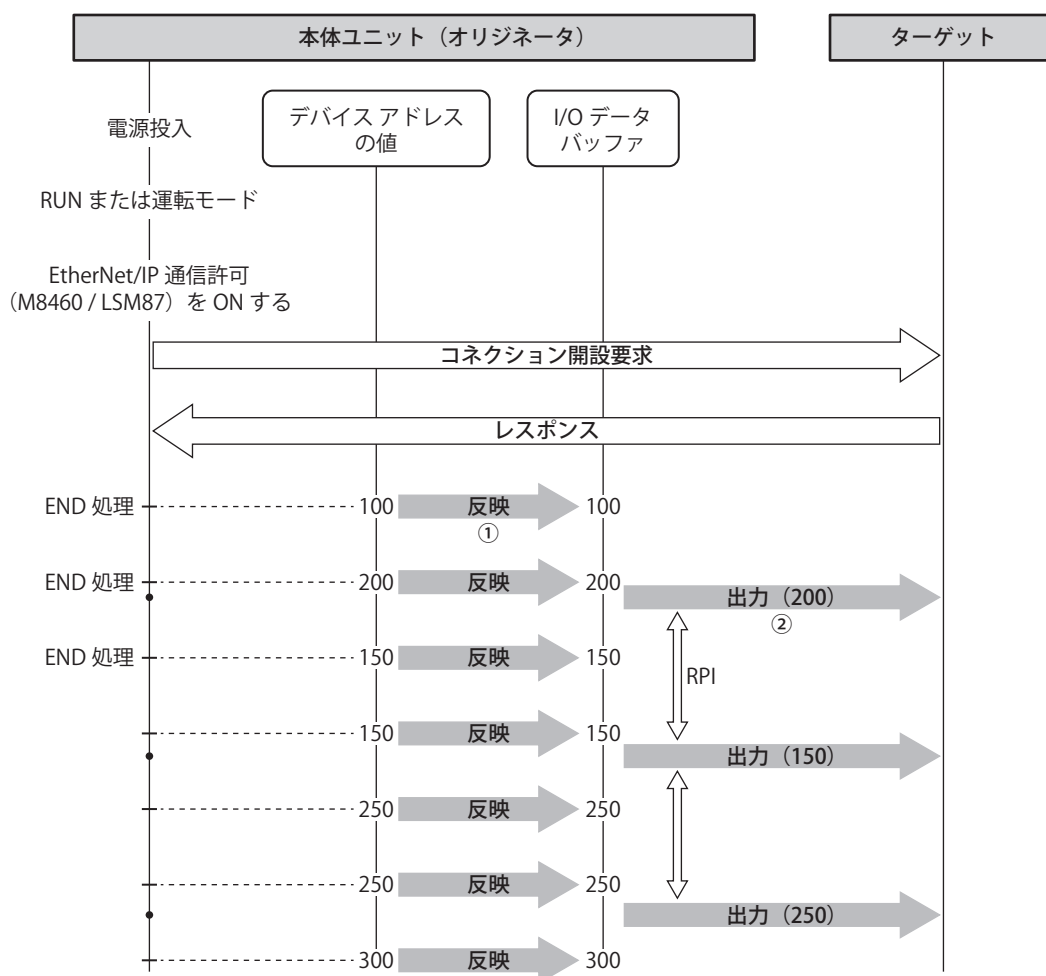 本体ユニット（オリジネータ）
ターゲット
電源投入
デバイス アドレス
の値
I/O データ
バッファ
RUN または運転モード
EtherNet/IP 通信許可
（M8460 / LSM87）を ON する
コネクション開設要求
レスポンス
END 処理
100
反映
①
100
END 処理
200
反映
200
出力（200）
②
END 処理
150
反映
150
RPI
150
反映
150
出力（150）
250
反映
250
250
反映
250
出力（250）
300
反映
300